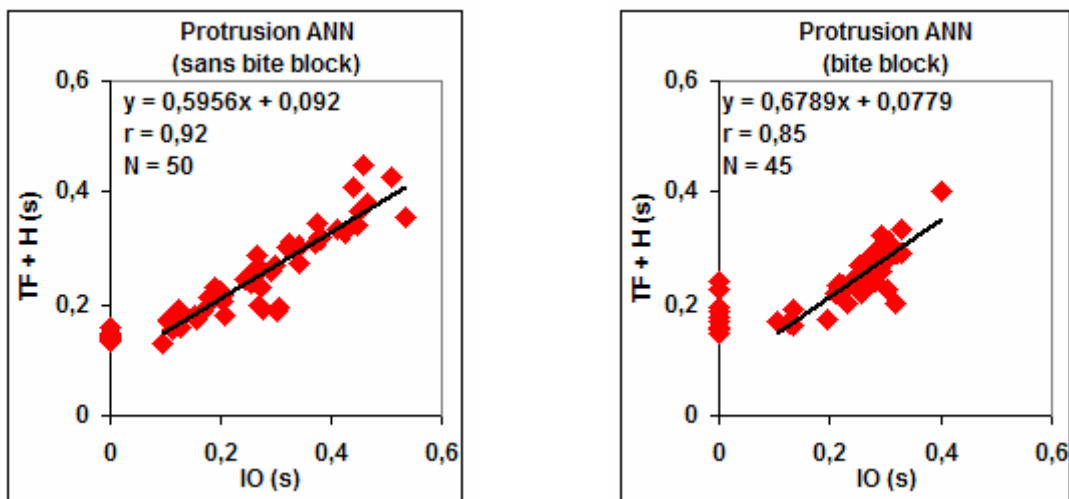 Protrusion ANN
(sans bite block)
0,6
y = 0,5956x + 0,092
r = 0,92
N = 50
0,4
TF + H (s)
0,2
0
0 0,2 0,4 0,6
IO (s)
Protrusion ANN
(bite block)
0,6
y = 0,6789x + 0,0779
r = 0,85
N = 45
0,4
TF + H (s)
0,2
0
0 0,2 0,4 0,6
IO (s)